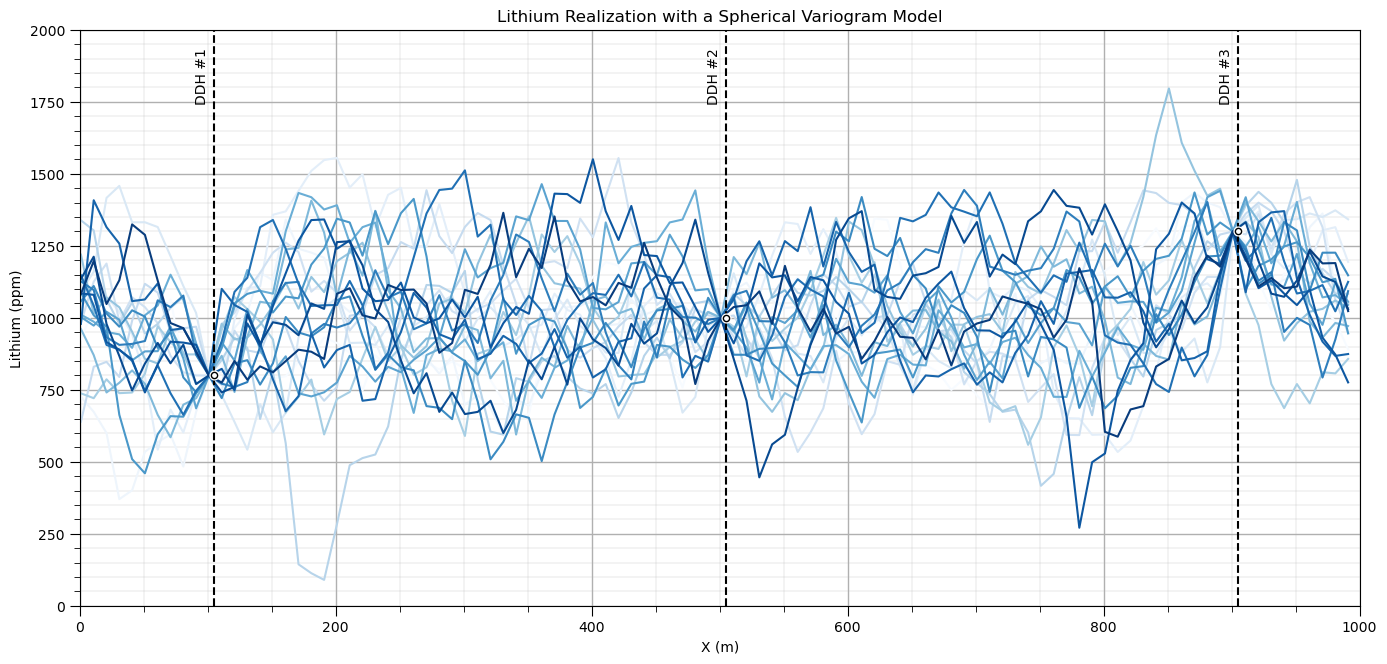 Lithium Realization with a Spherical Variogram Model
DDH #1
DDH #2
DDH #3
2000
1750
1500
1250
1000
750
500
250
0
Lithium (ppm)
0
200
400
600
800
1000
X (m)